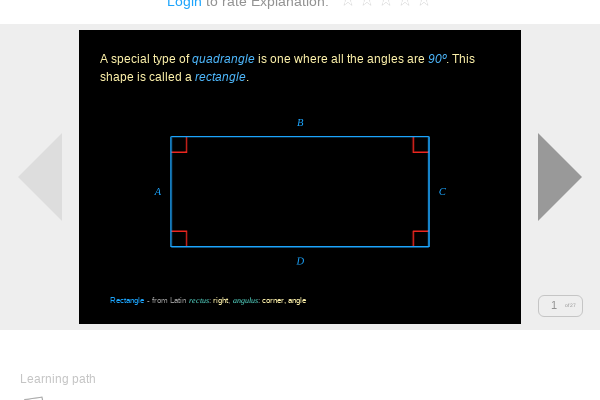 Login to rate Explanation.
A special type of quadrangle is one where all the angles are 90º. This
shape is called a rectangle.
B
A
C
D
Rectangle - from Latin rectus: right, angulus: corner, angle
1 of 27
Learning path